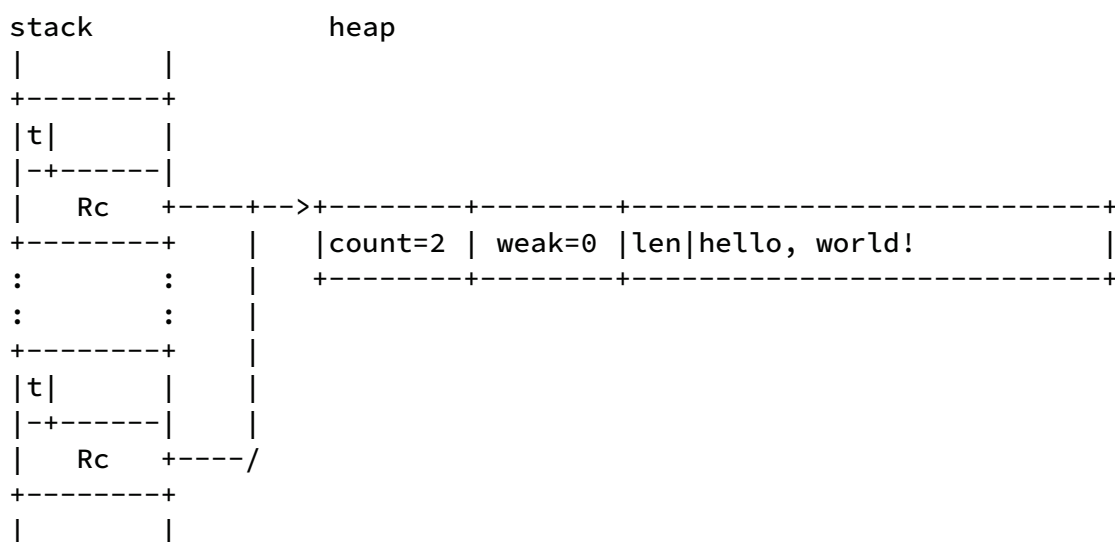 stack                heap
|         |
+--------+
|t|       |
|-+------|
|   Rc   +----+-->+--------+--------+---------------------------+
+--------+    |   |count=2 | weak=0 |len|hello, world!           |
:        :    |   +--------+--------+---------------------------+
:        :    |
+--------+    |
|t|      |    |
|-+------|    |
|   Rc   +----/
+--------+
|        |